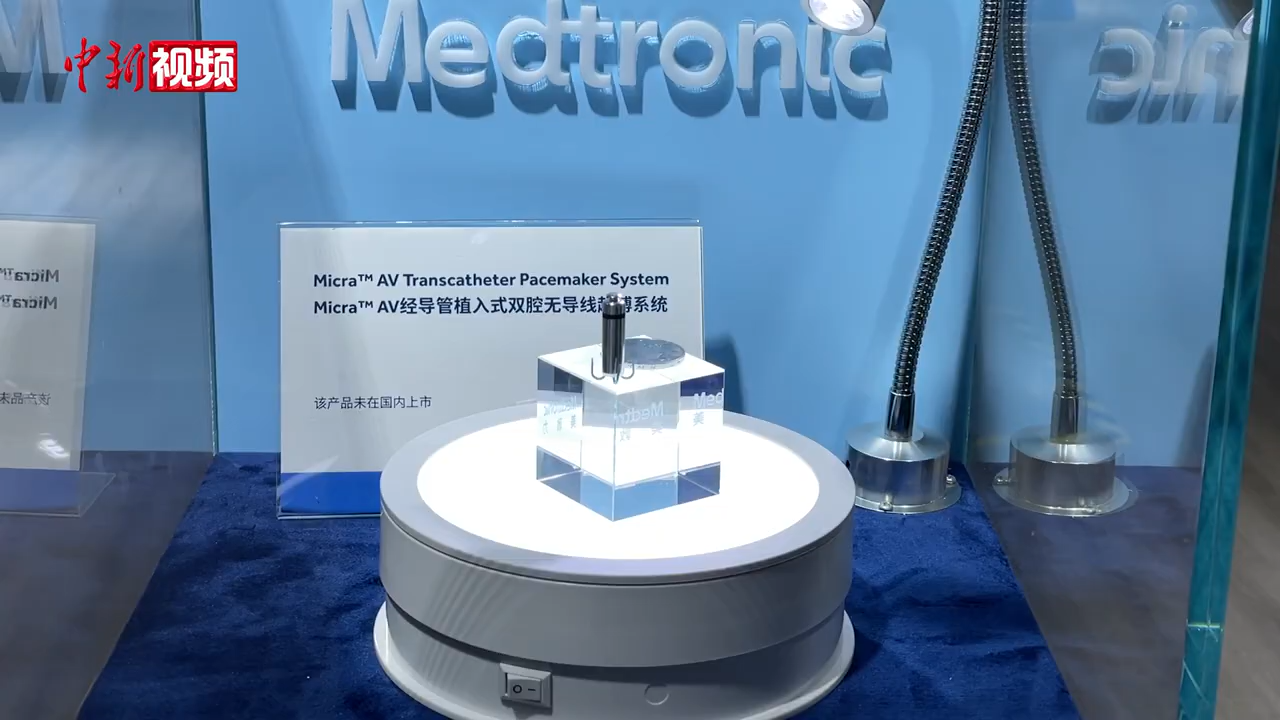 中新视频
Medtronic
Micra™ AV Transcatheter Pacemaker System
Micra™ AV经导管植入式双腔无导线起搏系统
该产品未在国内上市